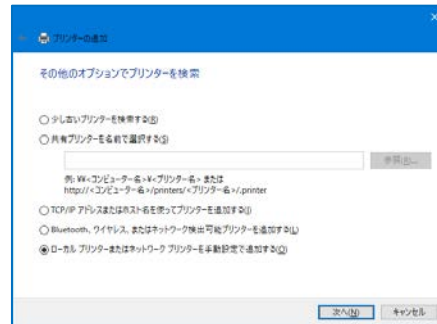 プリンターの追加
その他のオプションでプリンターを検索
少し古いプリンターを検索する(R)
共有プリンターを名前で選択する(S)
参照(R)...
例: ¥¥<コンピューター名>¥<プリンター名> または
http://<コンピューター名>/printers/<プリンター名>/.printer
TCP/IP アドレスまたはホスト名を使ってプリンターを追加する(I)
Bluetooth、ワイヤレス、またはネットワーク検出可能プリンターを追加する(L)
ローカル プリンターまたはネットワーク プリンターを手動設定で追加する(O)
次へ(N)
キャンセル